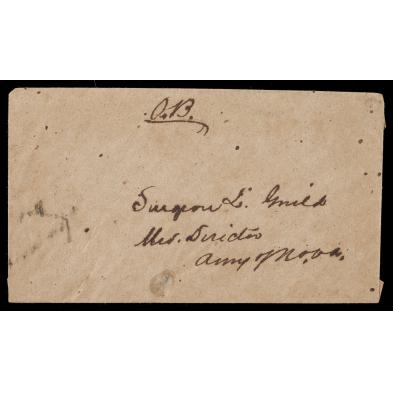 O.B.
Surgeon L. Guild
Med. Director
Army of No. Va.